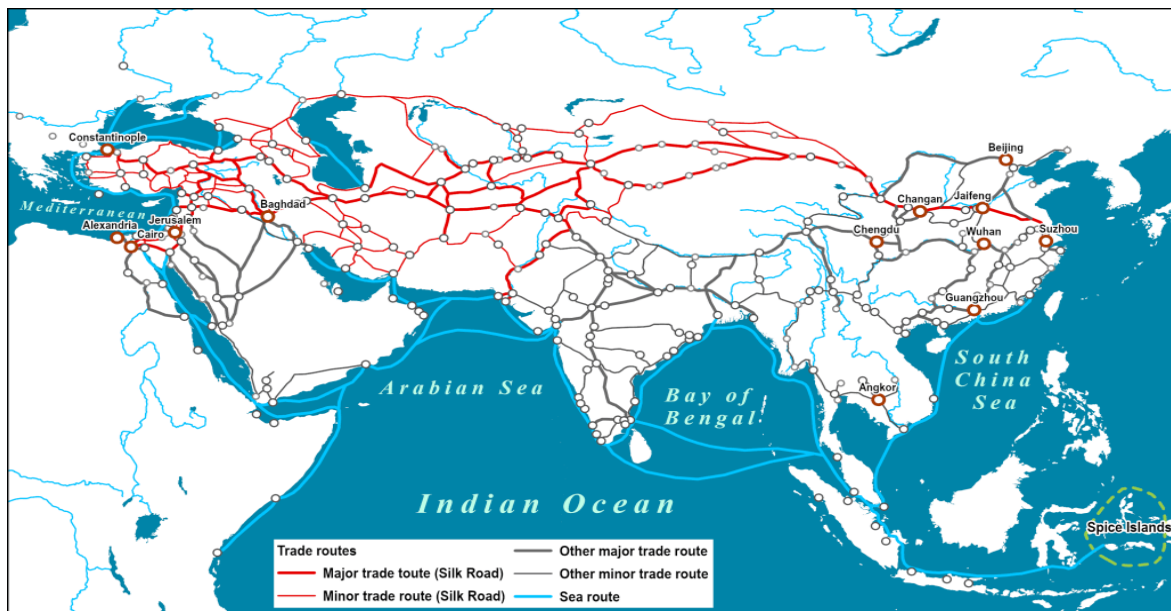 Constantinople
Beijing
Mediterranean
Baghdad
Changan
Jaifeng
Alexandria
Jerusalem
Cairo
Chengdu
Wuhan
Suzhou
Guangzhou
Arabian Sea
Bay of
Bengal
South
China
Sea
Angkor
Indian Ocean
Spice Islands
Trade routes
Major trade toute (Silk Road)
Minor trade route (Silk Road)
Other major trade route
Other minor trade route
Sea route